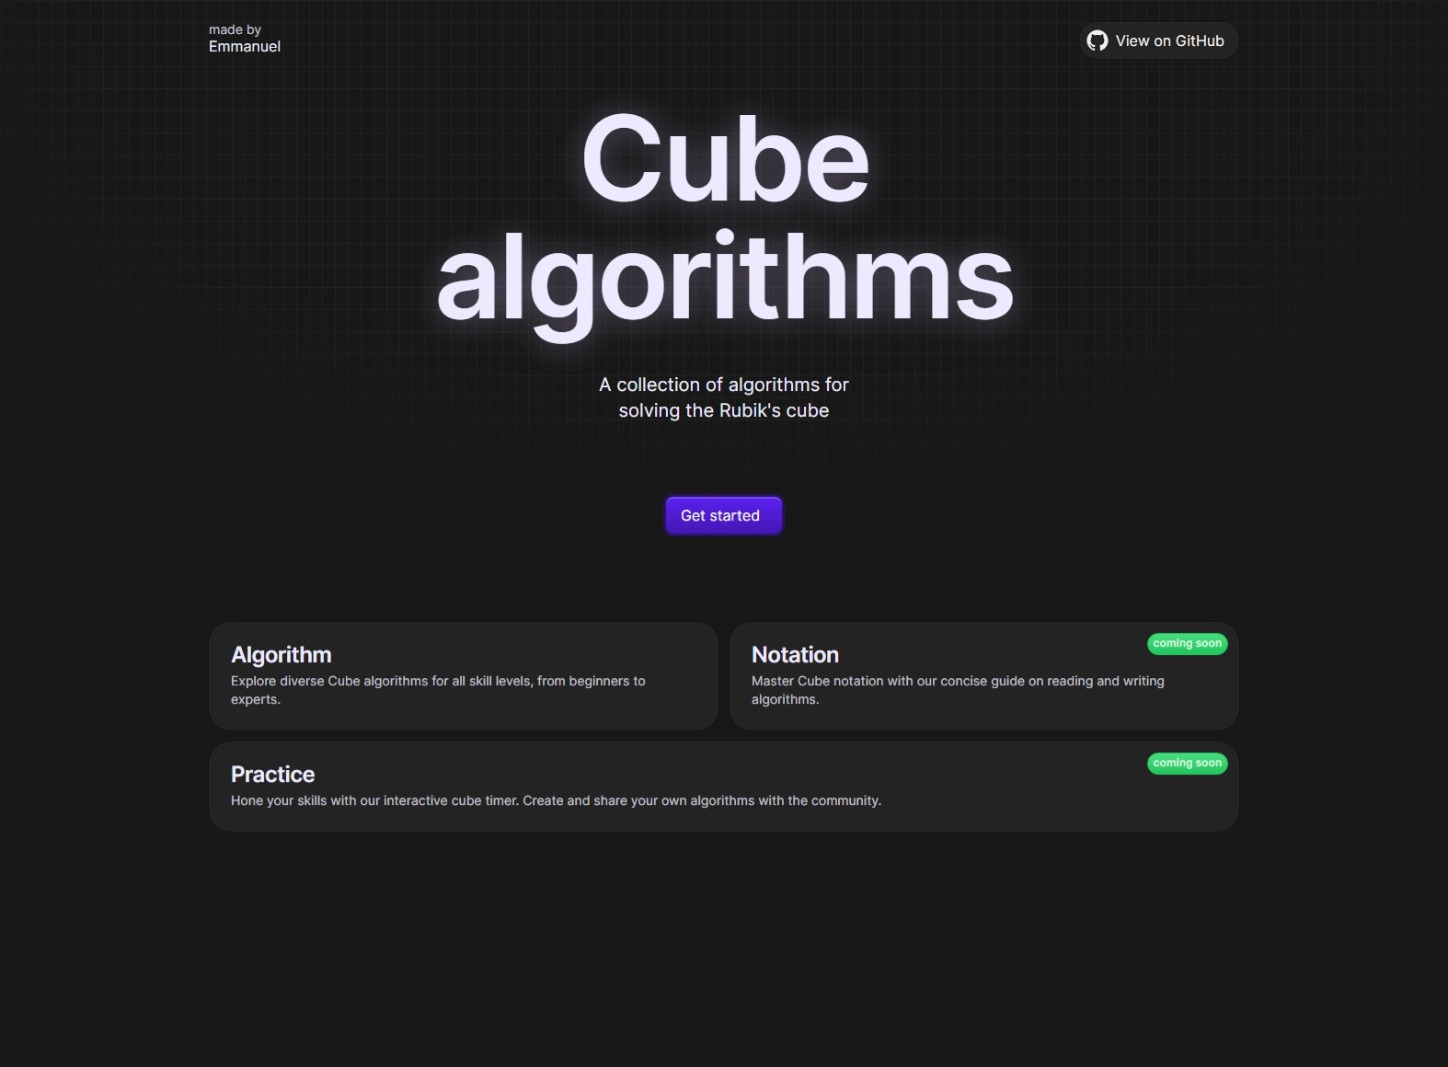 made by
Emmanuel
View on GitHub
Cube
algorithms
A collection of algorithms for
solving the Rubik's cube
Get started
Algorithm
Explore diverse Cube algorithms for all skill levels, from beginners to
experts.
coming soon
Notation
Master Cube notation with our concise guide on reading and writing
algorithms.
coming soon
Practice
Hone your skills with our interactive cube timer. Create and share your own algorithms with the community.